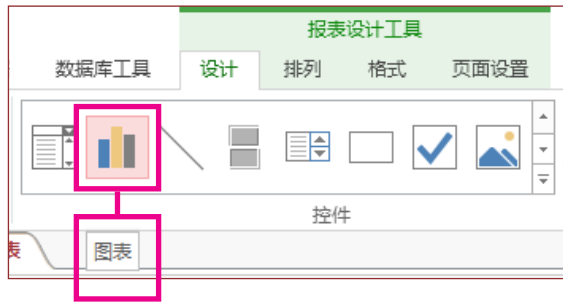 报表设计工具
数据库工具 设计 排列 格式 页面设置
控件
表 图表